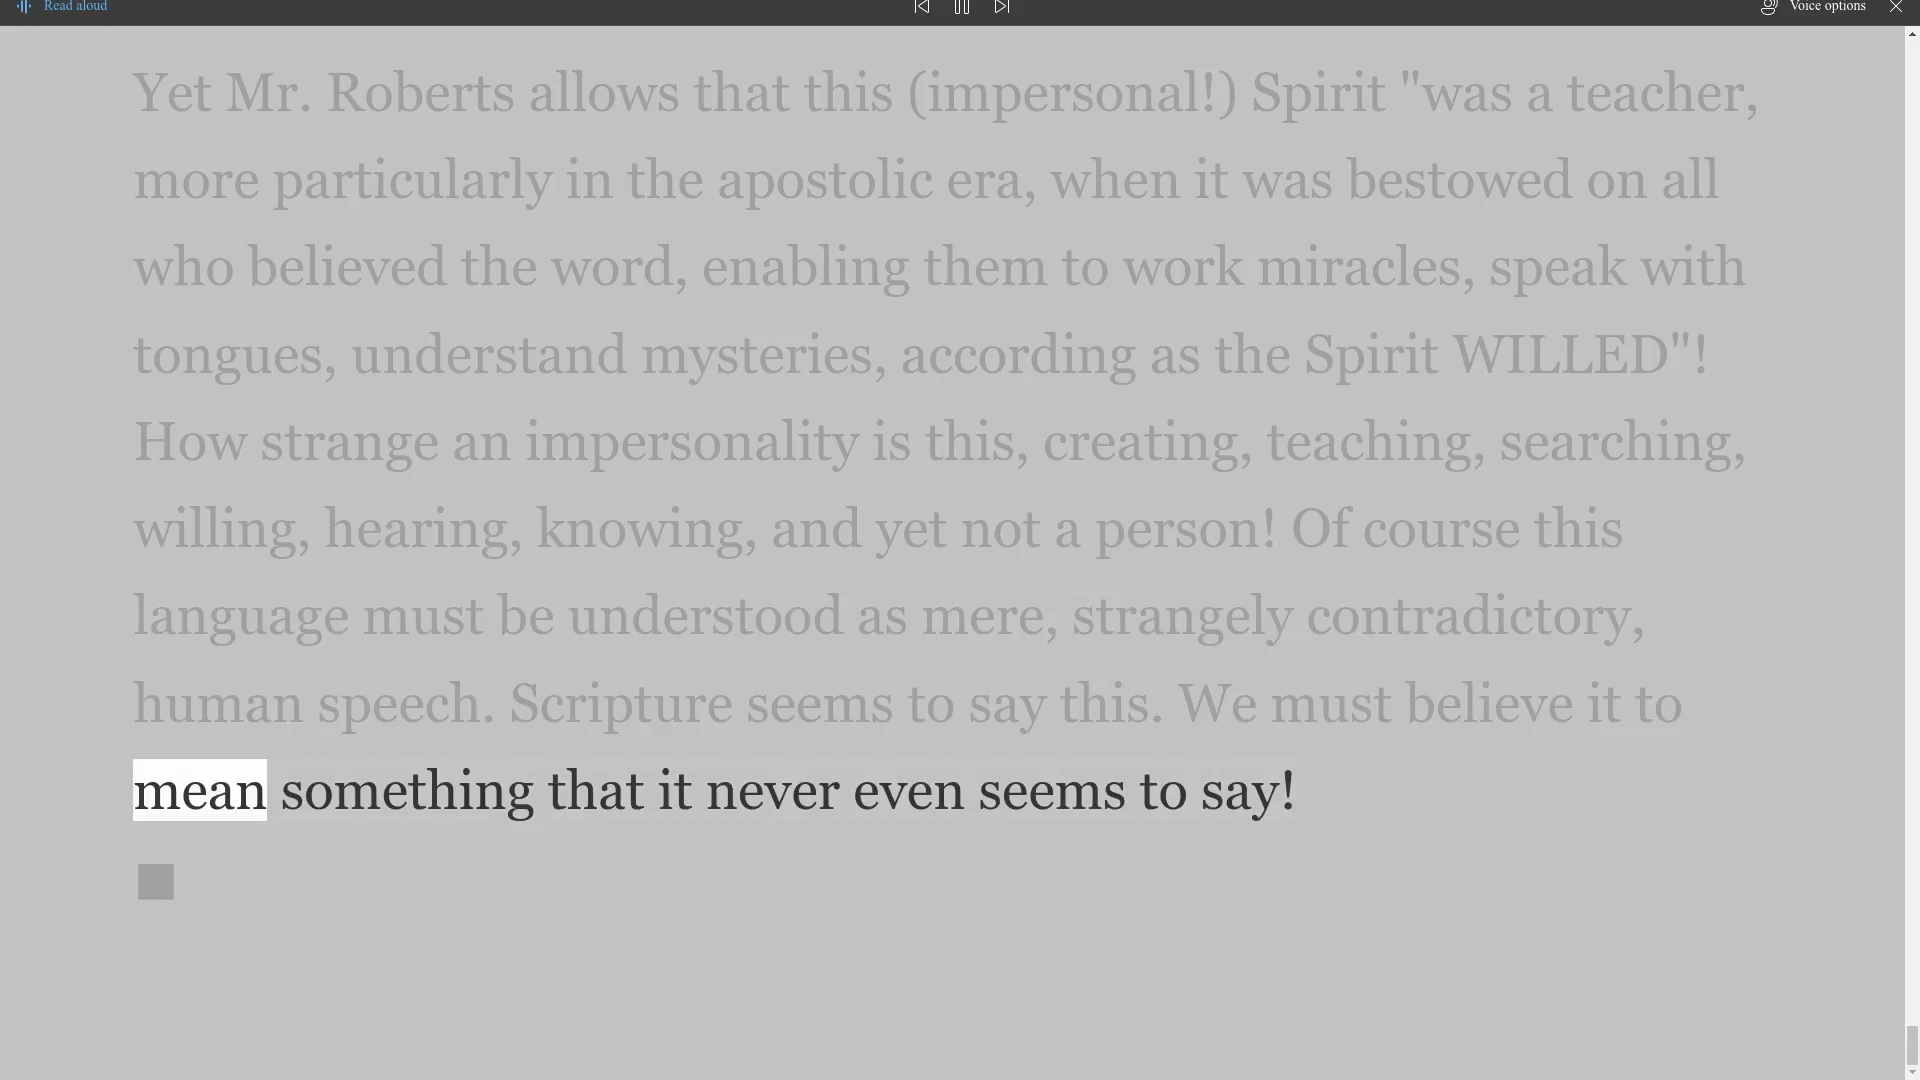 Read aloud
Voice options
Yet Mr. Roberts allows that this (impersonal!) Spirit "was a teacher,
more particularly in the apostolic era, when it was bestowed on all
who believed the word, enabling them to work miracles, speak with
tongues, understand mysteries, according as the Spirit WILLED"!
How strange an impersonality is this, creating, teaching, searching,
willing, hearing, knowing, and yet not a person! Of course this
language must be understood as mere, strangely contradictory,
human speech. Scripture seems to say this. We must believe it to
mean something that it never even seems to say!